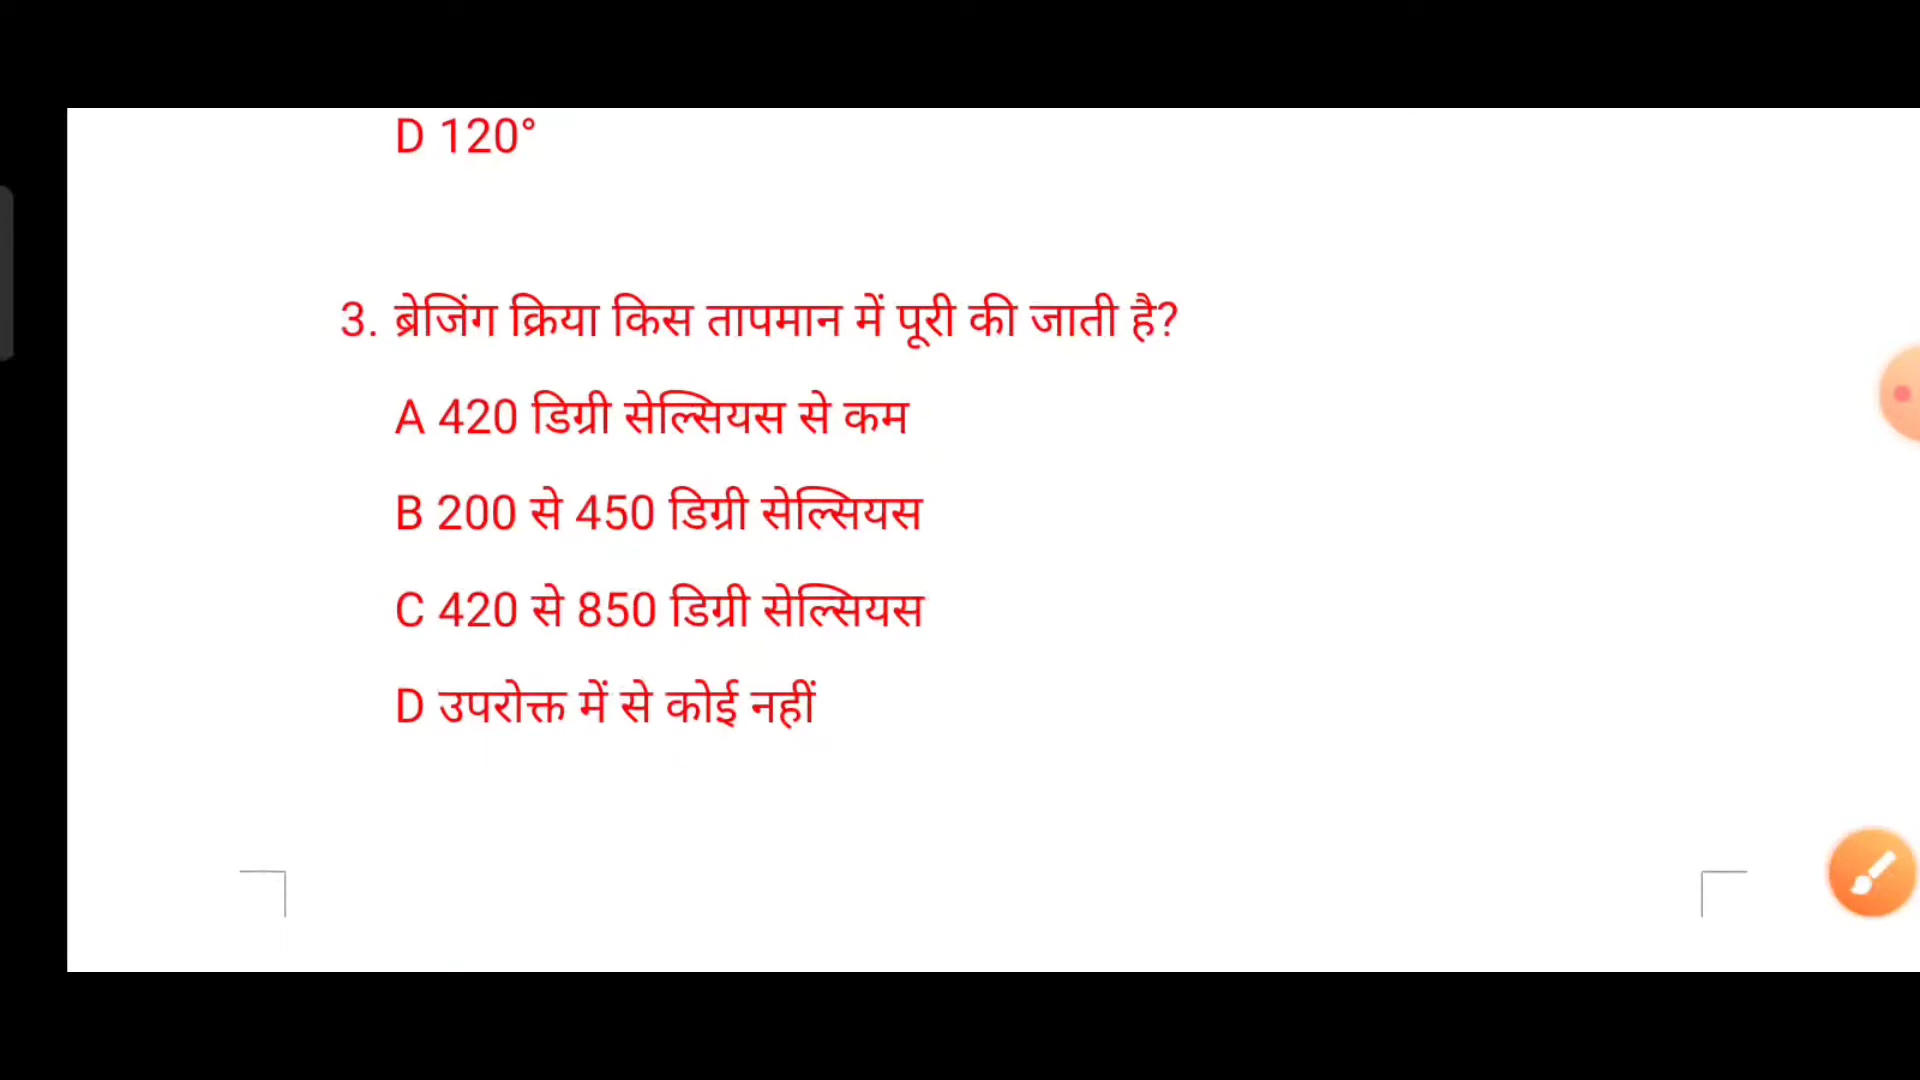 D 120°
3. ब्रेजिंग क्रिया किस तापमान में पूरी की जाती है?
A 420 डिग्री सेल्सियस से कम
B 200 से 450 डिग्री सेल्सियस
C 420 से 850 डिग्री सेल्सियस
D उपरोक्त में से कोई नहीं